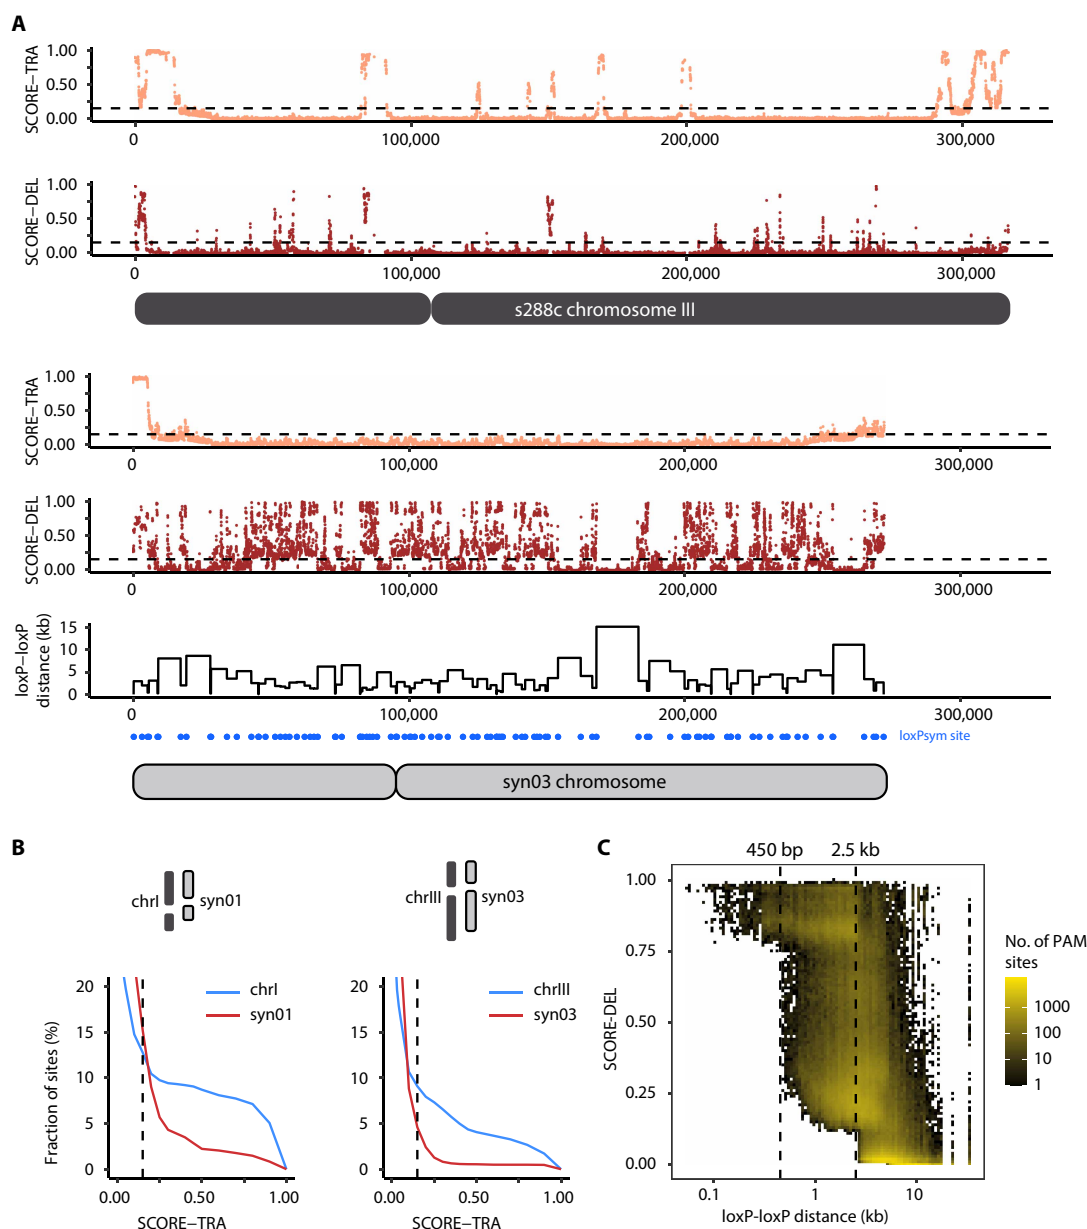 A
SCORE−TRA
1.00
0.50
0.00
0
100,000
200,000
300,000
SCORE−DEL
1.00
0.50
0.00
0
100,000
200,000
300,000
s288c chromosome III
SCORE−TRA
1.00
0.50
0.00
0
100,000
200,000
300,000
SCORE−DEL
1.00
0.50
0.00
0
100,000
200,000
300,000
loxP−loxP
distance (kb)
15
10
5
0
0
100,000
200,000
300,000
loxPsym site
syn03 chromosome
B
chrI
syn01
chrIII
syn03
Fraction of sites (%)
20
15
10
5
0
chrI
syn01
0.00
0.50
1.00
SCORE−TRA
20
15
10
5
0
chrIII
syn03
0.00
0.50
1.00
SCORE−TRA
C
450 bp
2.5 kb
SCORE-DEL
1.00
0.75
0.50
0.25
0.00
0.1
1
10
loxP-loxP distance (kb)
No. of PAM
sites
1000
100
10
1